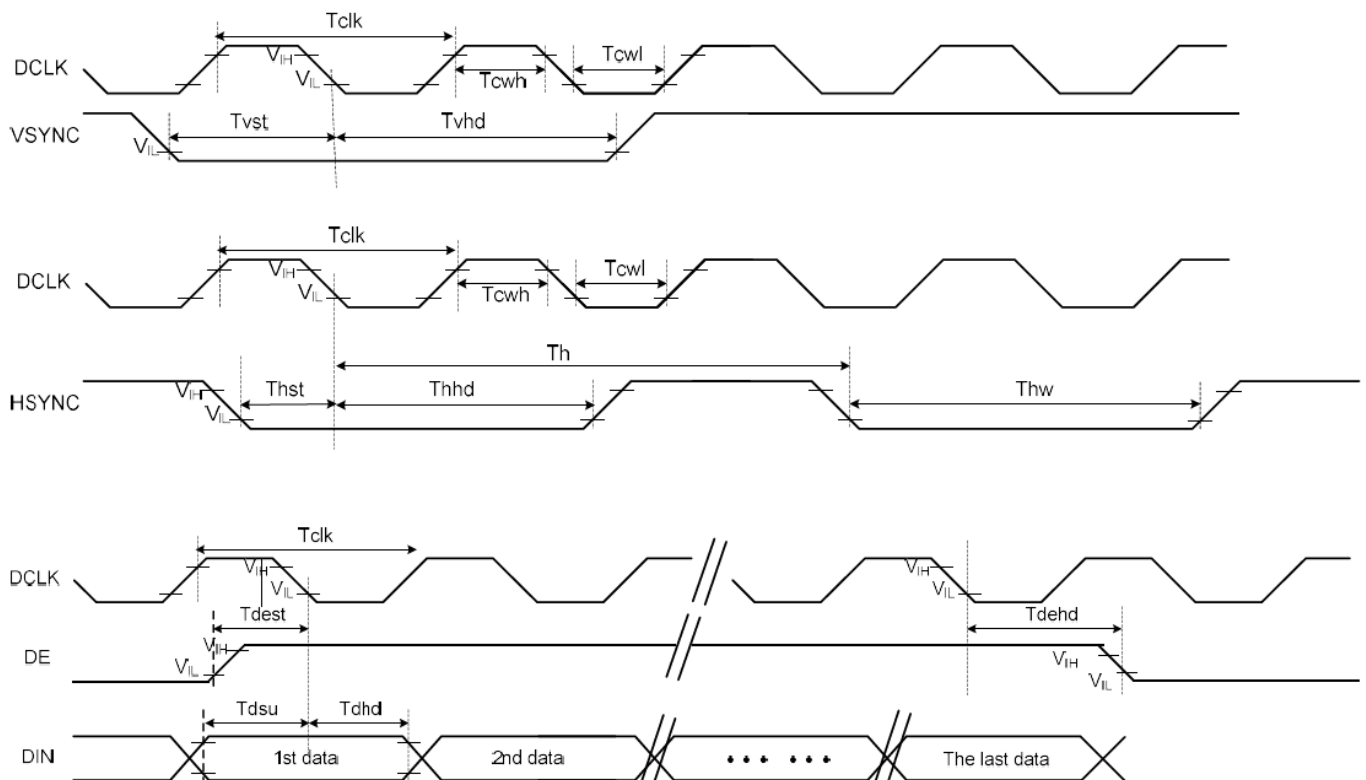 Tclk
DCLK VIH VIL Tcwh Tcwl
VSYNC VIL Tvst Tvhd
Tclk
DCLK VIH VIL Tcwh Tcwl
Th
HSYNC VIH VIL Thst Thhd Thw
Tclk
DCLK VIH VIL VIH VIL
Tdest Tdehd
DE VIH VIL VIH VIL
Tdsu Tdhd
DIN 1st data 2nd data • • • • • • The last data